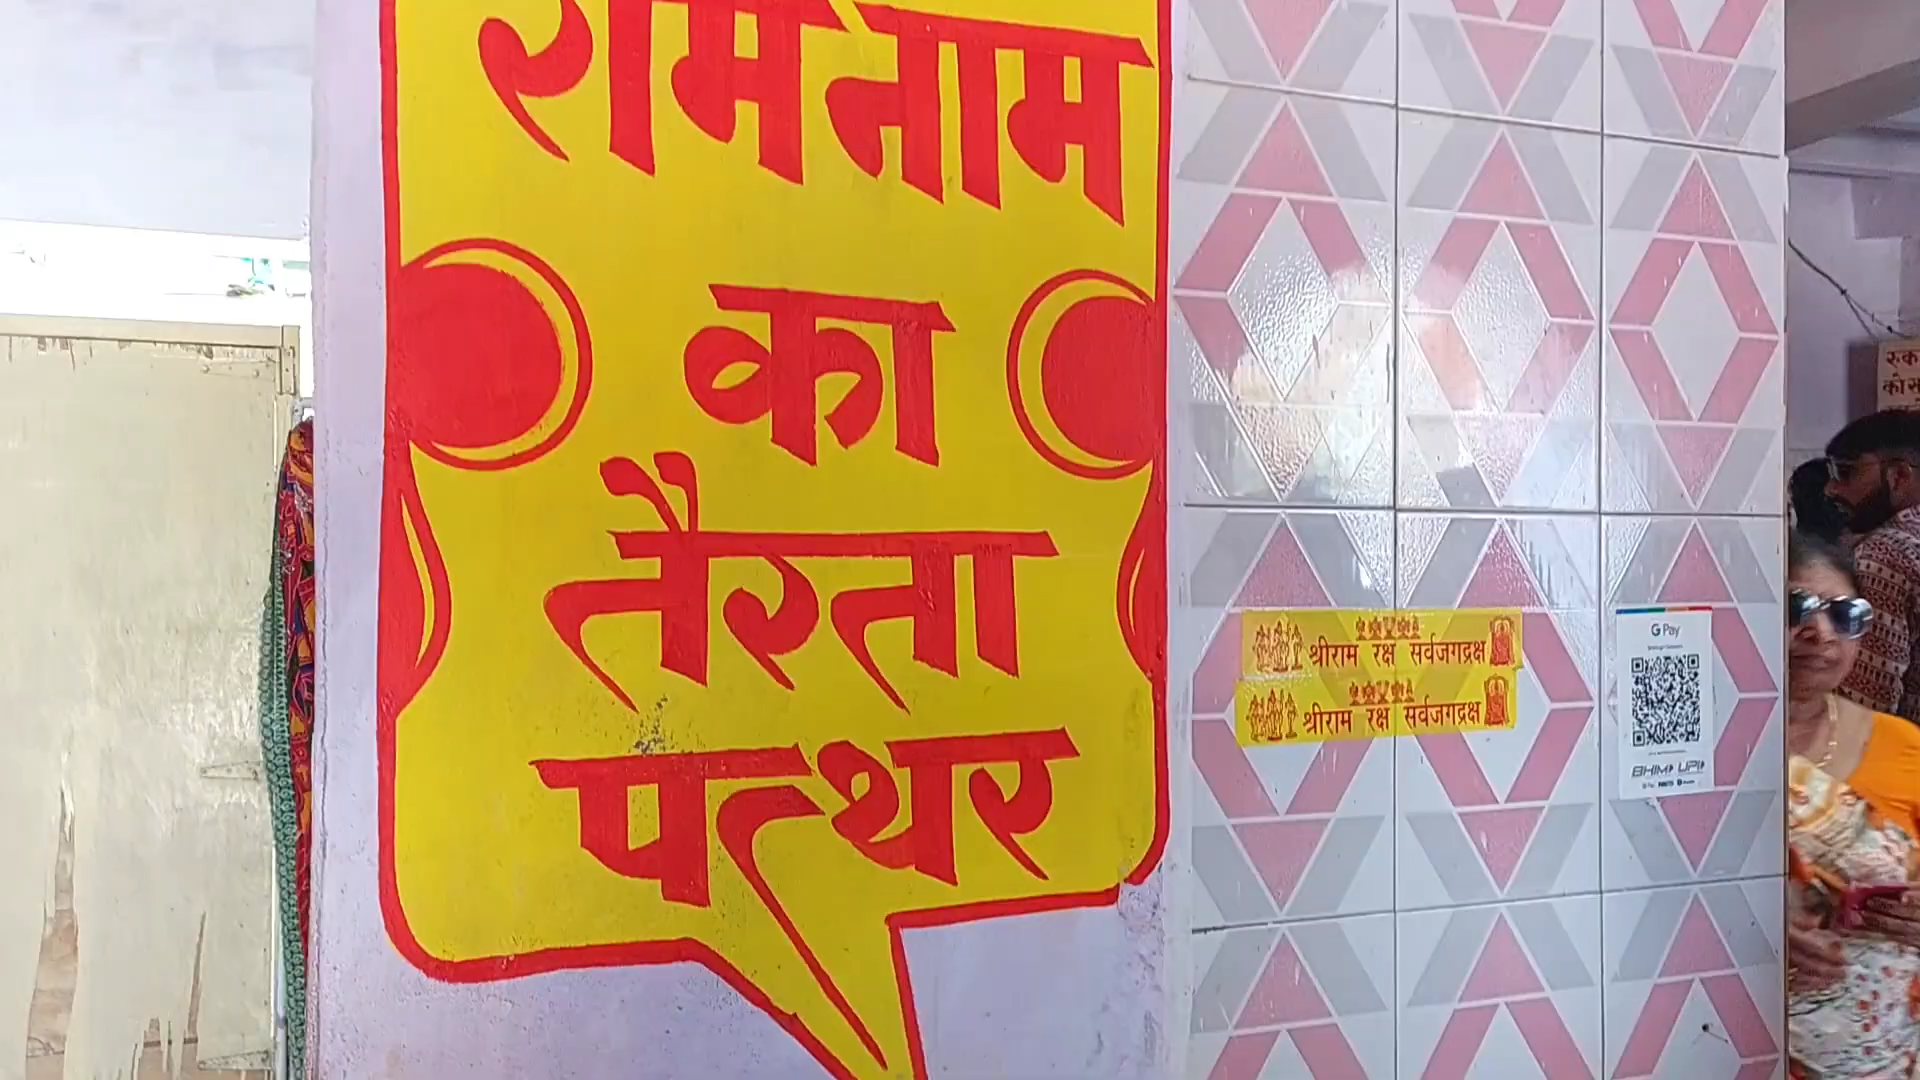 रामनाम
का
तैरता
पत्थर
श्रीराम रक्ष सर्वजगद्रक्ष
श्रीराम रक्ष सर्वजगद्रक्ष
G Pay
BHIM UPI